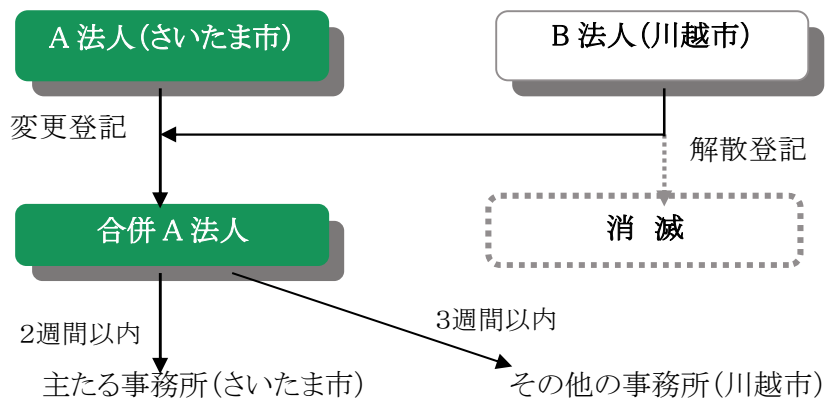 A法人(さいたま市)
B法人(川越市)
変更登記
解散登記
合併A法人
消 滅
2週間以内
3週間以内
主たる事務所(さいたま市)
その他の事務所(川越市)